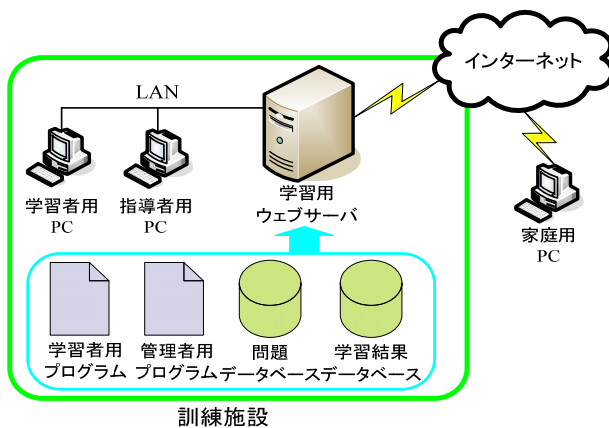 インターネット
LAN
学習者用
PC
指導者用
PC
学習用
ウェブサーバ
家庭用
PC
学習者用
プログラム
管理者用
プログラム
問題
データベース
学習結果
データベース
訓練施設